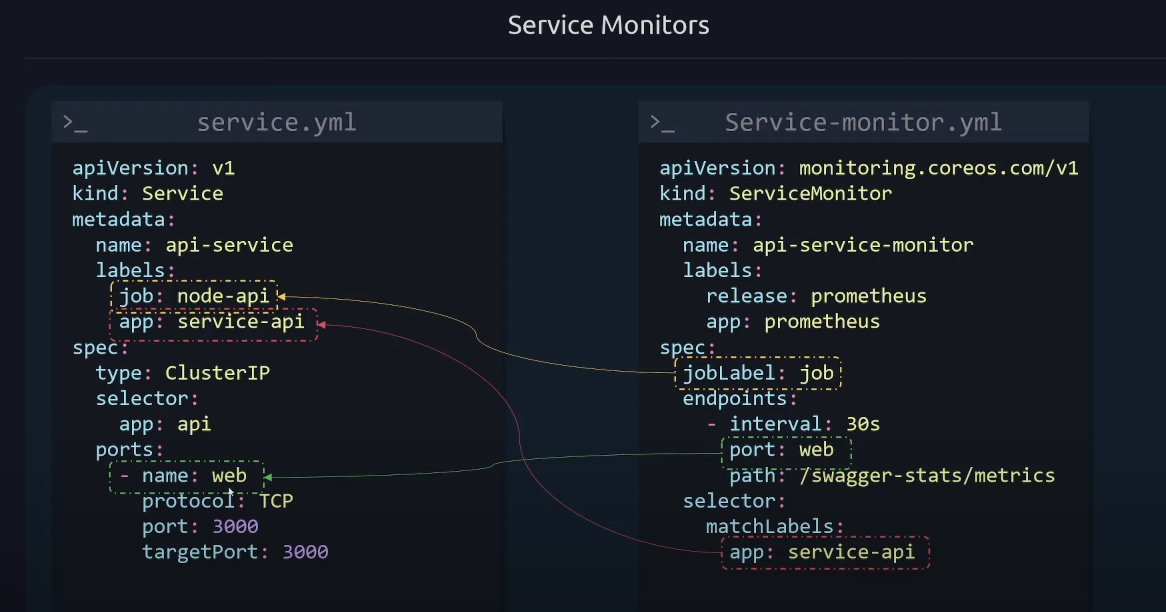 Service Monitors
>_ service.yml
apiVersion: v1
kind: Service
metadata:
  name: api-service
  labels:
    job: node-api
    app: service-api
spec:
  type: ClusterIP
  selector:
    app: api
  ports:
    - name: web
      protocol: TCP
      port: 3000
      targetPort: 3000
>_ Service-monitor.yml
apiVersion: monitoring.coreos.com/v1
kind: ServiceMonitor
metadata:
  name: api-service-monitor
  labels:
    release: prometheus
    app: prometheus
spec:
  jobLabel: job
  endpoints:
    - interval: 30s
      port: web
      path: /swagger-stats/metrics
  selector:
    matchLabels:
      app: service-api